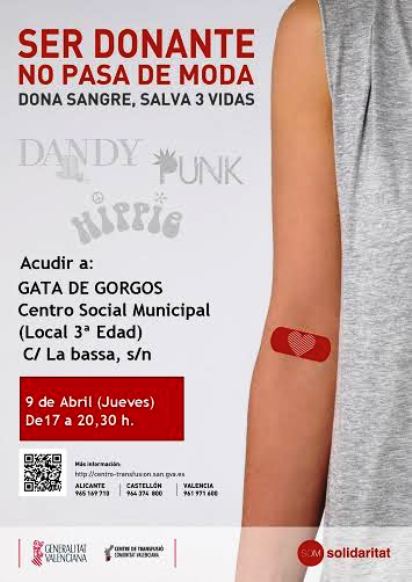 SER DONANTE
NO PASA DE MODA
DONA SANGRE, SALVA 3 VIDAS
DANDY
PUNK
HIPPIE
Acudir a:
GATA DE GORGOS
Centro Social Municipal
(Local 3ª Edad)
C/ La bassa, s/n
9 de Abril (Jueves)
De17 a 20,30 h.
Más información:
http://centro-transfusion.san.gva.es
ALICANTE CASTELLÓN VALENCIA
965 169 710 964 374 800 961 971 600
GENERALITAT VALENCIANA
CENTRO DE TRANSFUSIÓ
COMUNITAT VALENCIANA
SOM solidaritat